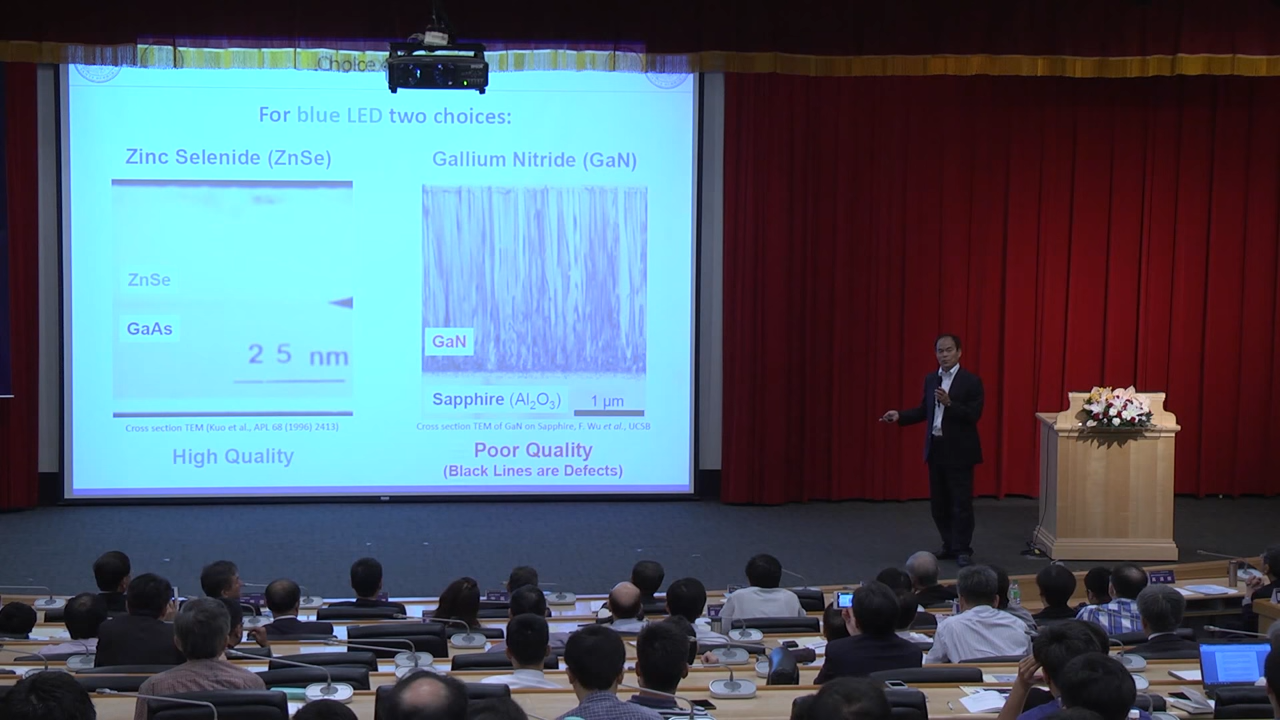 Choice
For blue LED two choices:
Zinc Selenide (ZnSe)
ZnSe
GaAs
25 nm
Cross section TEM (Kuo et al., APL 68 (1996) 2413)
High Quality
Gallium Nitride (GaN)
GaN
Sapphire (Al2O3)
1 μm
Cross section TEM of GaN on Sapphire, F. Wu et al., UCSB
Poor Quality
(Black Lines are Defects)